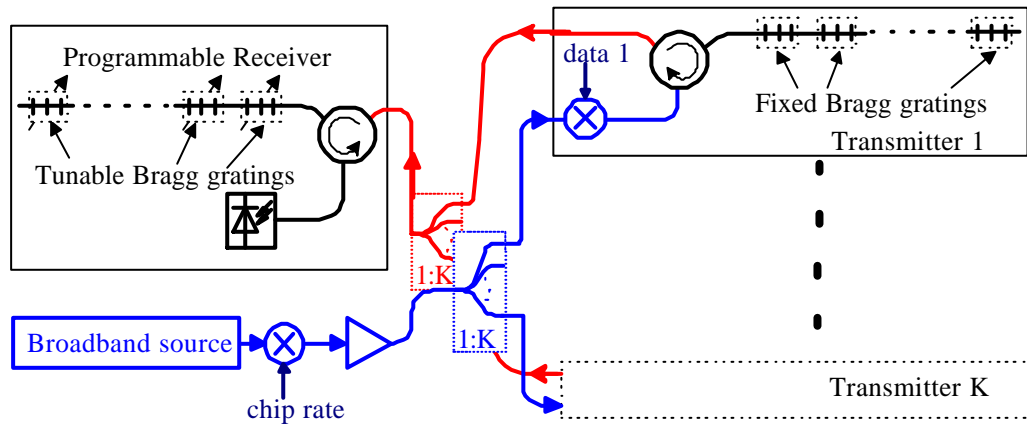 Programmable Receiver
Tunable Bragg gratings
data 1
Fixed Bragg gratings
Transmitter 1
1:K
1:K
Broadband source
chip rate
Transmitter K